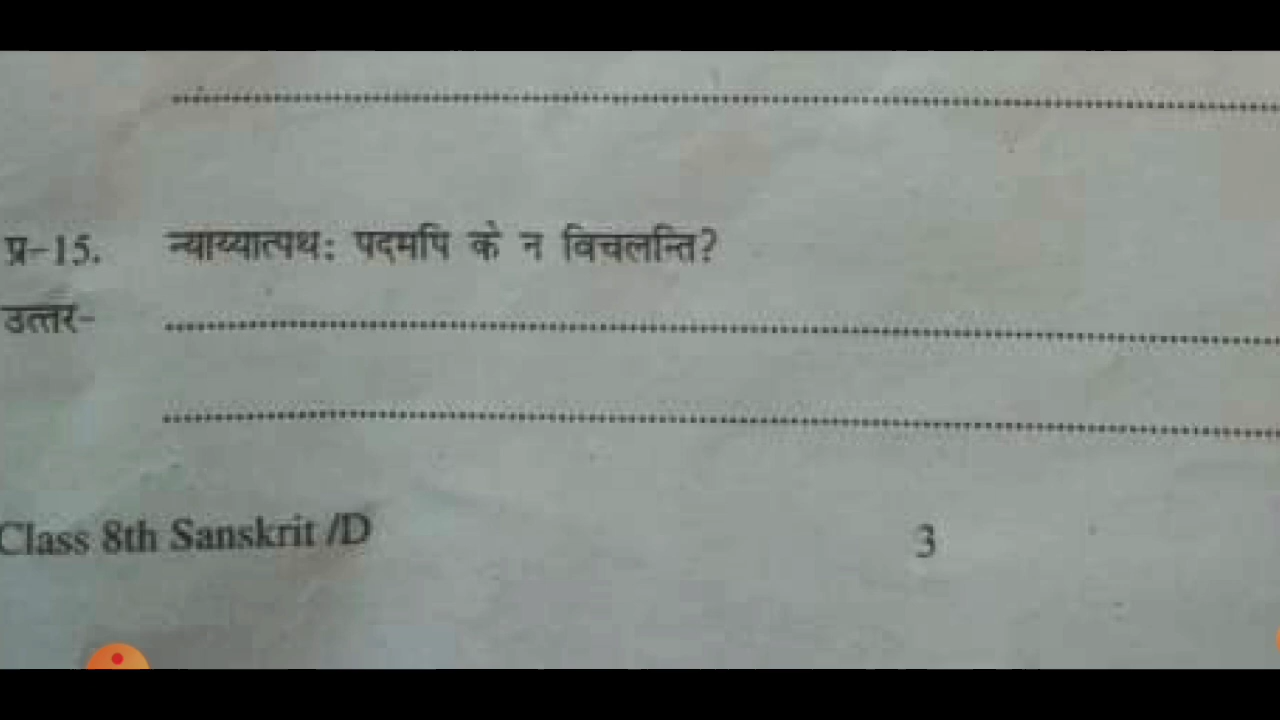 प्र-15. न्याय्यात्पथः पदमपि के न विचलन्ति?
उत्तर-
Class 8th Sanskrit /D 3